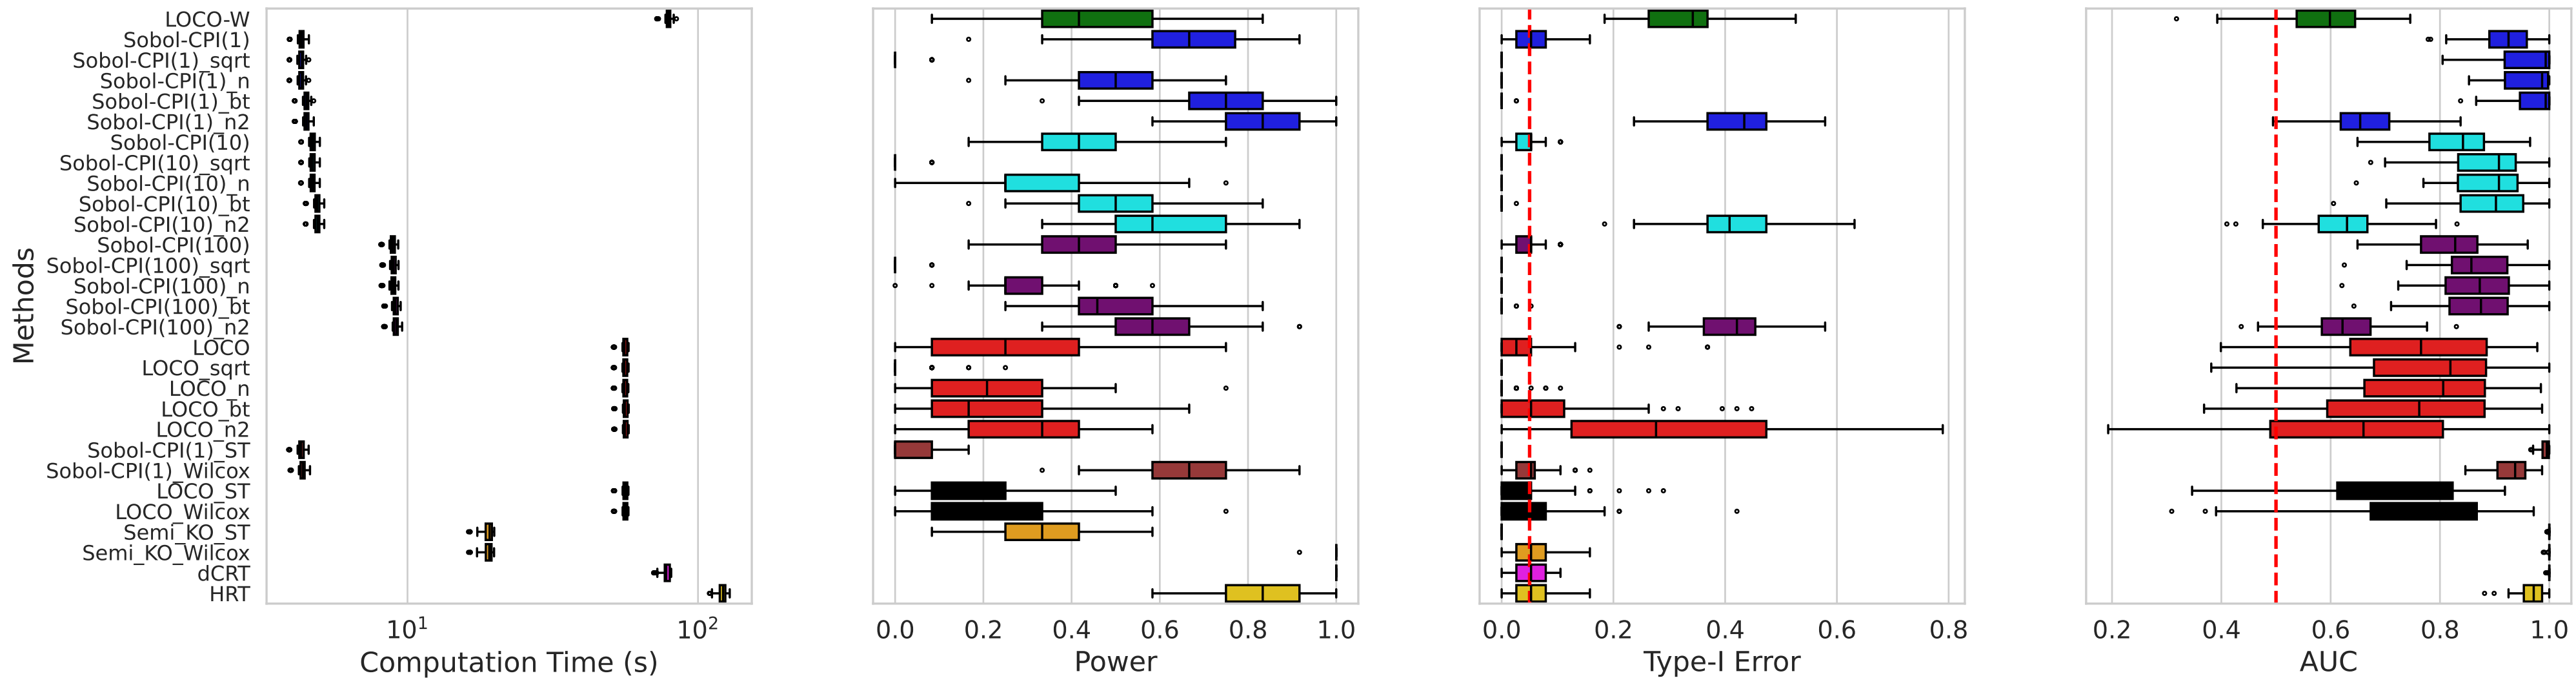 Methods
LOCO-W
Sobol-CPI(1)
Sobol-CPI(1)_sqrt
Sobol-CPI(1)_n
Sobol-CPI(1)_bt
Sobol-CPI(1)_n2
Sobol-CPI(10)
Sobol-CPI(10)_sqrt
Sobol-CPI(10)_n
Sobol-CPI(10)_bt
Sobol-CPI(10)_n2
Sobol-CPI(100)
Sobol-CPI(100)_sqrt
Sobol-CPI(100)_n
Sobol-CPI(100)_bt
Sobol-CPI(100)_n2
LOCO
LOCO_sqrt
LOCO_n
LOCO_bt
LOCO_n2
Sobol-CPI(1)_ST
Sobol-CPI(1)_Wilcox
LOCO_ST
LOCO_Wilcox
Semi_KO_ST
Semi_KO_Wilcox
dCRT
HRT
10¹ 10²
Computation Time (s)
0.0 0.2 0.4 0.6 0.8 1.0
Power
0.0 0.2 0.4 0.6 0.8
Type-I Error
0.2 0.4 0.6 0.8 1.0
AUC